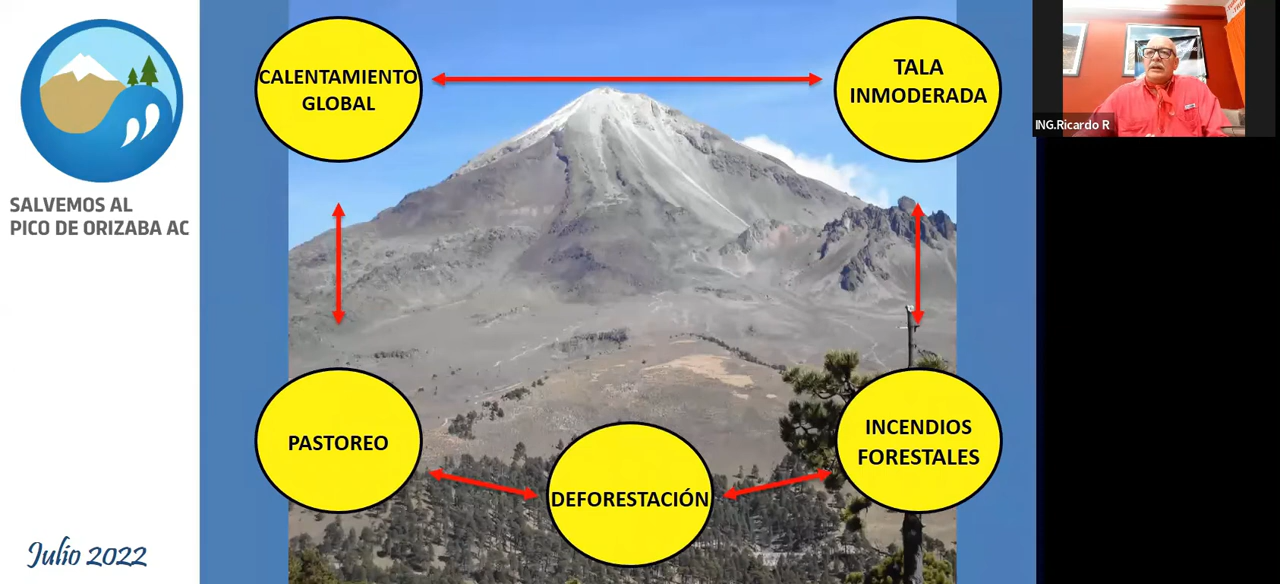 SALVEMOS AL
PICO DE ORIZABA AC
Julio 2022
CALENTAMIENTO
GLOBAL
TALA
INMODERADA
PASTOREO
DEFORESTACIÓN
INCENDIOS
FORESTALES
ING.Ricardo R